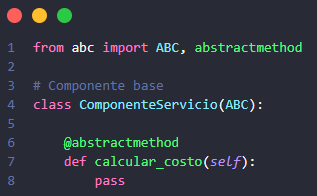 1 from abc import ABC, abstractmethod
2
3 # Componente base
4 class ComponenteServicio(ABC):
5
6     @abstractmethod
7     def calcular_costo(self):
8         pass